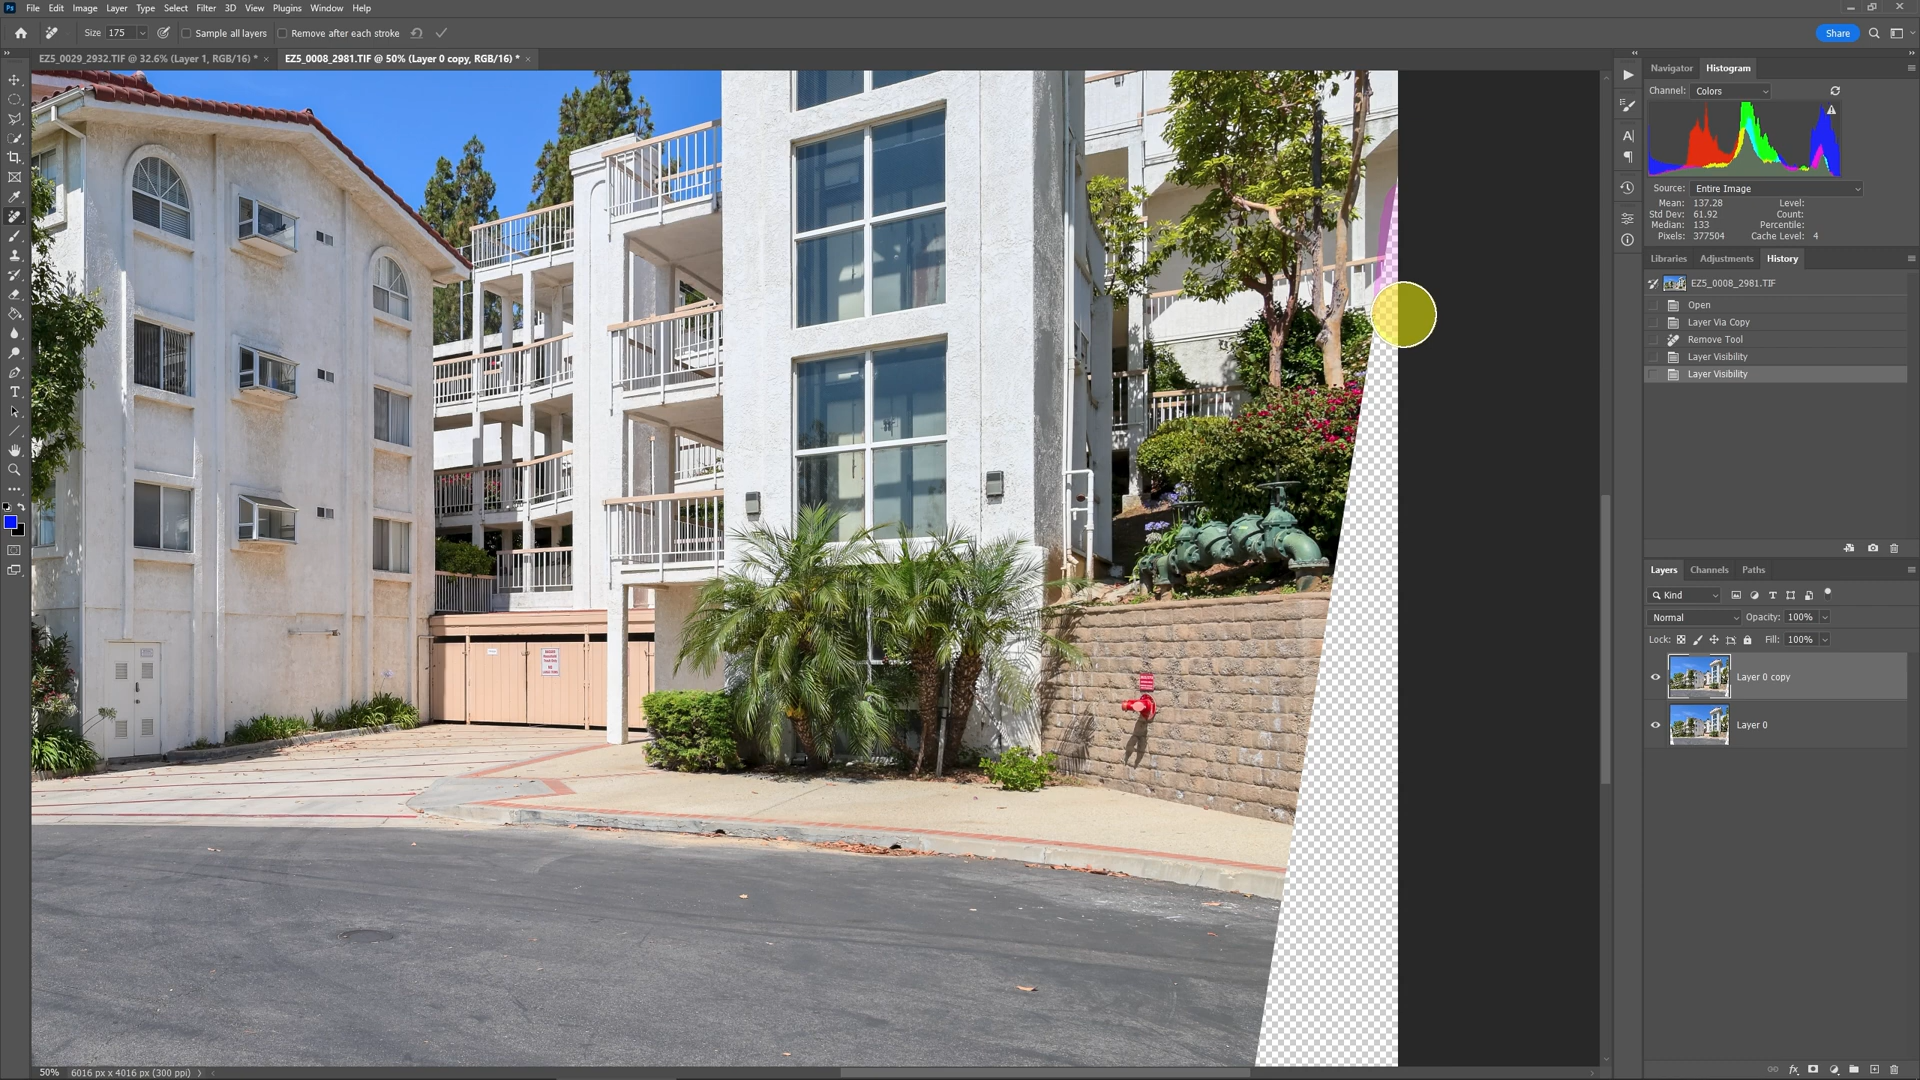 Ps File Edit Image Layer Type Select Filter 3D View Plugins Window Help
Size 175 Sample all layers Remove after each stroke Share
EZ5_0029_2932.TIF @ 32.6% (Layer 1, RGB/16) * × EZ5_0008_2981.TIF @ 50% (Layer 0 copy, RGB/16) * ×
Navigator Histogram
Channel: Colors
Source: Entire Image
Mean: 137.28 Level:
Std Dev: 61.92 Count:
Median: 133 Percentile:
Pixels: 377504 Cache Level: 4
Libraries Adjustments History
EZ5_0008_2981.TIF
Open
Layer Via Copy
Remove Tool
Layer Visibility
Layer Visibility
Layers Channels Paths
Kind
Normal Opacity: 100%
Lock: Fill: 100%
Layer 0 copy
Layer 0
50% 6016 px x 4016 px (300 ppi)